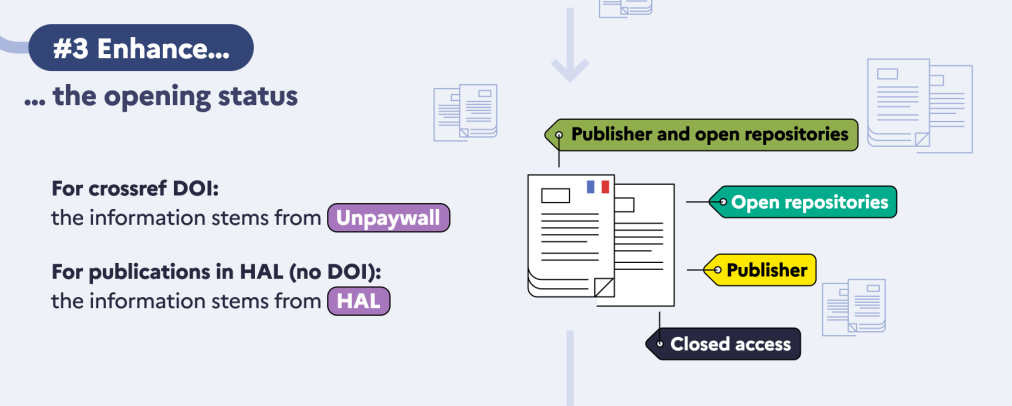 #3 Enhance...
... the opening status
For crossref DOI:
the information stems from Unpaywall
For publications in HAL (no DOI):
the information stems from HAL
Publisher and open repositories
Open repositories
Publisher
Closed access